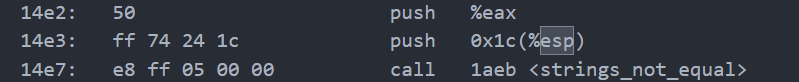 14e2: 50 push %eax
14e3: ff 74 24 1c push 0x1c(%esp)
14e7: e8 ff 05 00 00 call 1aeb <strings_not_equal>